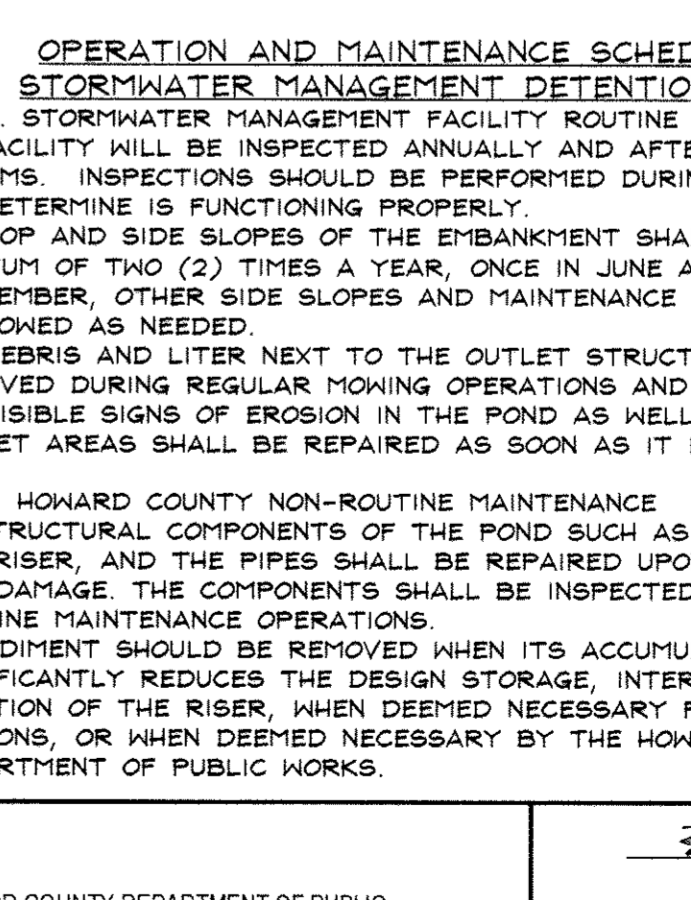 OPERATION AND MAINTENANCE SCHED
STORMWATER MANAGEMENT DETENTIO
. STORMWATER MANAGEMENT FACILITY ROUTINE
ACILITY WILL BE INSPECTED ANNUALLY AND AFTE
MS. INSPECTIONS SHOULD BE PERFORMED DURIN
ETERMINE IS FUNCTIONING PROPERLY.
OP AND SIDE SLOPES OF THE EMBANKMENT SHA
UM OF TWO (2) TIMES A YEAR, ONCE IN JUNE A
EMBER, OTHER SIDE SLOPES AND MAINTENANCE
OWED AS NEEDED.
EBRIS AND LITER NEXT TO THE OUTLET STRUCT
VED DURING REGULAR MOWING OPERATIONS AND
ISIBLE SIGNS OF EROSION IN THE POND AS WELL
ET AREAS SHALL BE REPAIRED AS SOON AS IT
HOWARD COUNTY NON-ROUTINE MAINTENANCE
TRUCTURAL COMPONENTS OF THE POND SUCH AS
RISER, AND THE PIPES SHALL BE REPAIRED UPO
DAMAGE. THE COMPONENTS SHALL BE INSPECTED
INE MAINTENANCE OPERATIONS.
DIMENT SHOULD BE REMOVED WHEN ITS ACCUMU
FICANTLY REDUCES THE DESIGN STORAGE, INTER
TION OF THE RISER, WHEN DEEMED NECESSARY F
ONS, OR WHEN DEEMED NECESSARY BY THE HOW
RTMENT OF PUBLIC WORKS.
COUNTY DEPARTMENT OF PUBLIC